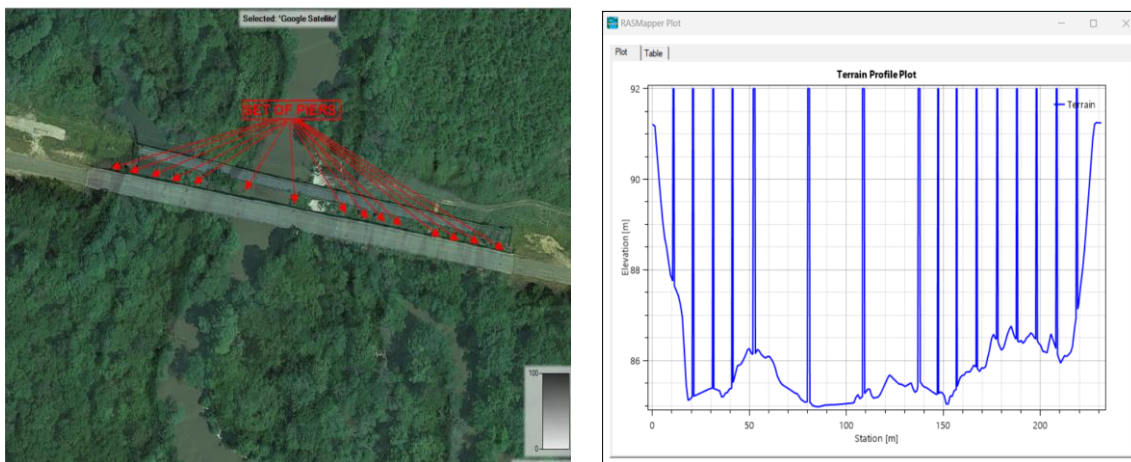 Selected: 'Google Satellite'
SET OF PIERS
100
0
RASMapper Plot
Plot
Table
Terrain Profile Plot
92
90
88
86
Elevation [m]
Terrain
0
50
100
150
200
Station [m]